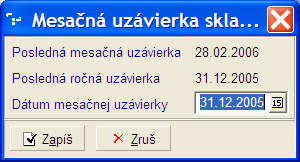 Mesačná uzávierka skla...
Posledná mesačná uzávierka 28.02.2006
Posledná ročná uzávierka 31.12.2005
Dátum mesačnej uzávierky 31.12.2005 15
Zapíš Zruš